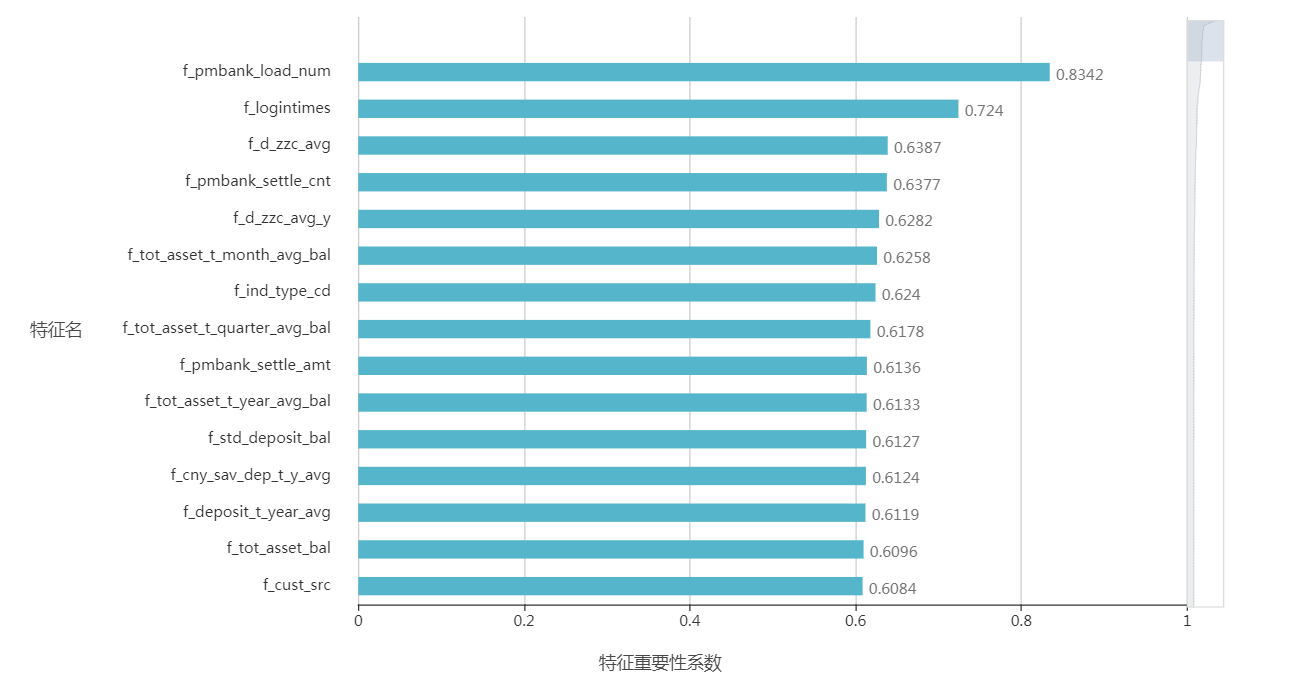 f_pmbank_load_num
0.8342
f_logintimes
0.724
f_d_zzc_avg
0.6387
f_pmbank_settle_cnt
0.6377
f_d_zzc_avg_y
0.6282
f_tot_asset_t_month_avg_bal
0.6258
f_ind_type_cd
0.624
特征名
f_tot_asset_t_quarter_avg_bal
0.6178
f_pmbank_settle_amt
0.6136
f_tot_asset_t_year_avg_bal
0.6133
f_std_deposit_bal
0.6127
f_cny_sav_dep_t_y_avg
0.6124
f_deposit_t_year_avg
0.6119
f_tot_asset_bal
0.6096
f_cust_src
0.6084
0 0.2 0.4 0.6 0.8 1
特征重要性系数